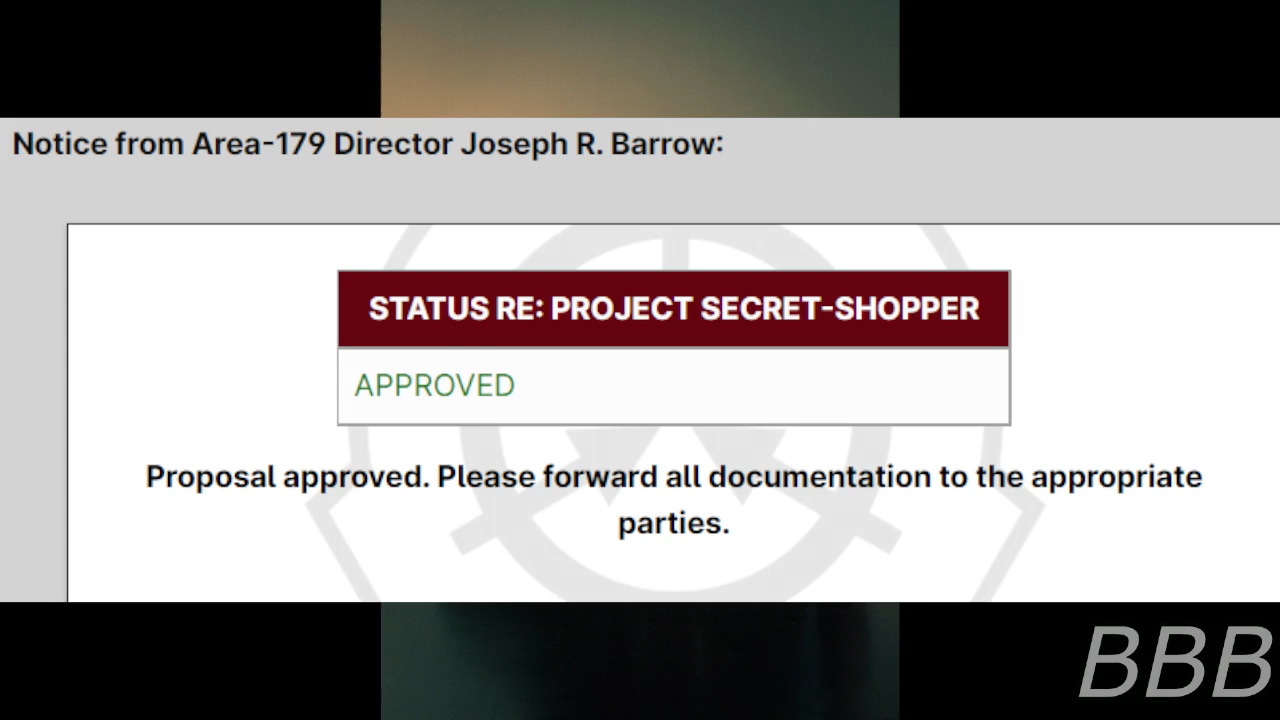 Notice from Area-179 Director Joseph R. Barrow:
STATUS RE: PROJECT SECRET-SHOPPER
APPROVED
Proposal approved. Please forward all documentation to the appropriate
parties.
BBB